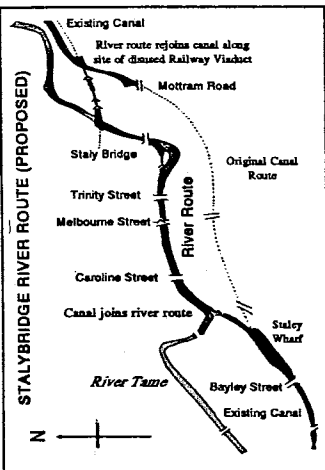 Existing Canal
River route rejoins canal along
site of disused Railway Viaduct
Mottram Road
Staly Bridge
Original Canal
Route
Trinity Street
River Route
Melbourne Street
Caroline Street
Canal joins river route
Staley
Wharf
River Tame
Bayley Street
Existing Canal
STALYBRIDGE RIVER ROUTE (PROPOSED)
N